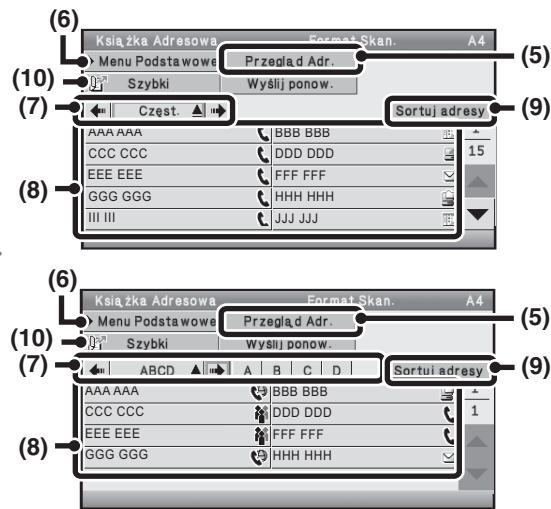 (6)
Książka Adresowa Format Skan. A4
Menu Podstawowe Przegląd Adr. (5)
(10) Szybki Wyślij ponow.
(7) Częst. Sortuj adresy (9)
AAA AAA BBB BBB 1
CCC CCC DDD DDD 15
EEE EEE FFF FFF
(8) GGG GGG HHH HHH
III III JJJ JJJ
(6)
Książka Adresowa Format Skan. A4
Menu Podstawowe Przegląd Adr. (5)
(10) Szybki Wyślij ponow.
(7) ABCD A B C D Sortuj adresy (9)
AAA AAA BBB BBB 1
CCC CCC DDD DDD 1
EEE EEE FFF FFF
(8) GGG GGG HHH HHH